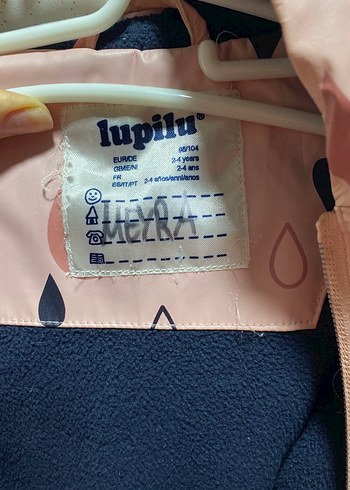 lupilu®
EUR/DE 98/104
GB/IE/NI 2-4 years
FR 2-4 ans
ES/IT/PT 2-4 años/anni/anos
MEYRA